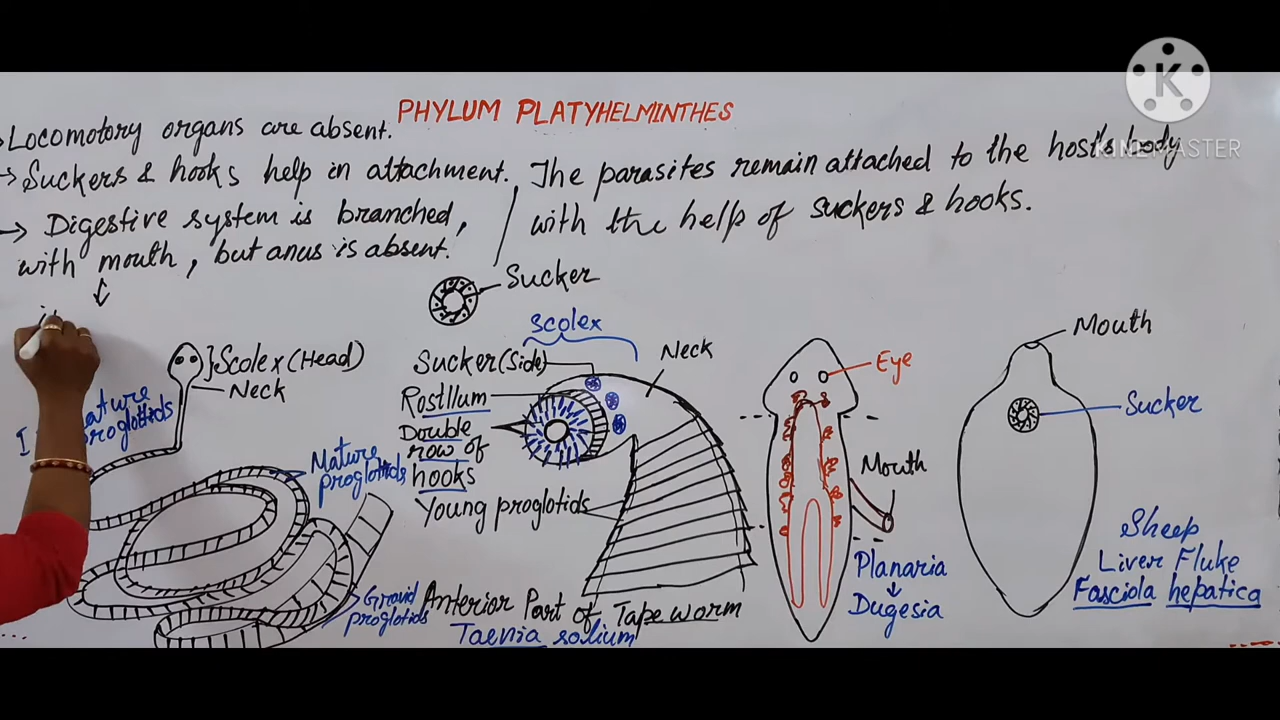 PHYLUM PLATYHELMINTHES
K
KINEMASTER
→ Locomotory organs are absent.
→ Suckers & hooks help in attachment.
→ Digestive system is branched,
with mouth, but anus is absent.
The parasites remain attached to the host's body
with the help of suckers & hooks.
Sucker
Scolex (Head)
Neck
Mature
proglottids
Gravid
proglotids
scolex
Sucker (Side)
Rostllum
Double
row of
hooks
Young proglotids
Neck
Anterior Part of Tape worm
Taenia solium
Eye
Mouth
Planaria
↓
Dugesia
Mouth
Sucker
Sheep
Liver Fluke
Fasciola hepatica